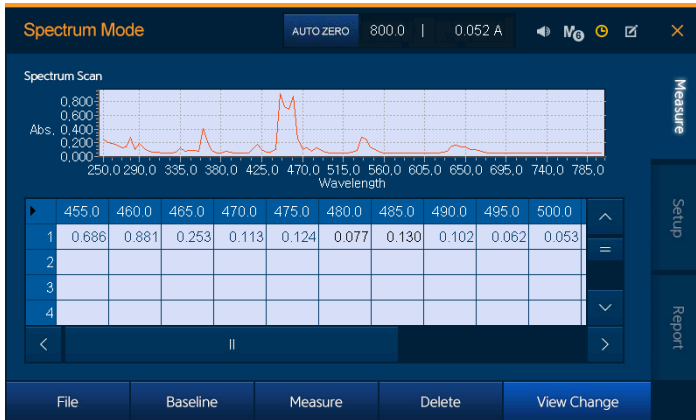 Spectrum Mode AUTO ZERO 800.0 | 0.052 A M6 ×
Spectrum Scan
0,800
0,600
Abs, 0,400
0,200
0,000
250,0 290,0 335,0 380,0 425,0 470,0 515,0 560,0 605,0 650,0 695,0 740,0 785,0
Wavelength
455.0 460.0 465.0 470.0 475.0 480.0 485.0 490.0 495.0 500.0
1 0.686 0.881 0.253 0.113 0.124 0.077 0.130 0.102 0.062 0.053
2
3
4
Measure
Setup
Report
File Baseline Measure Delete View Change